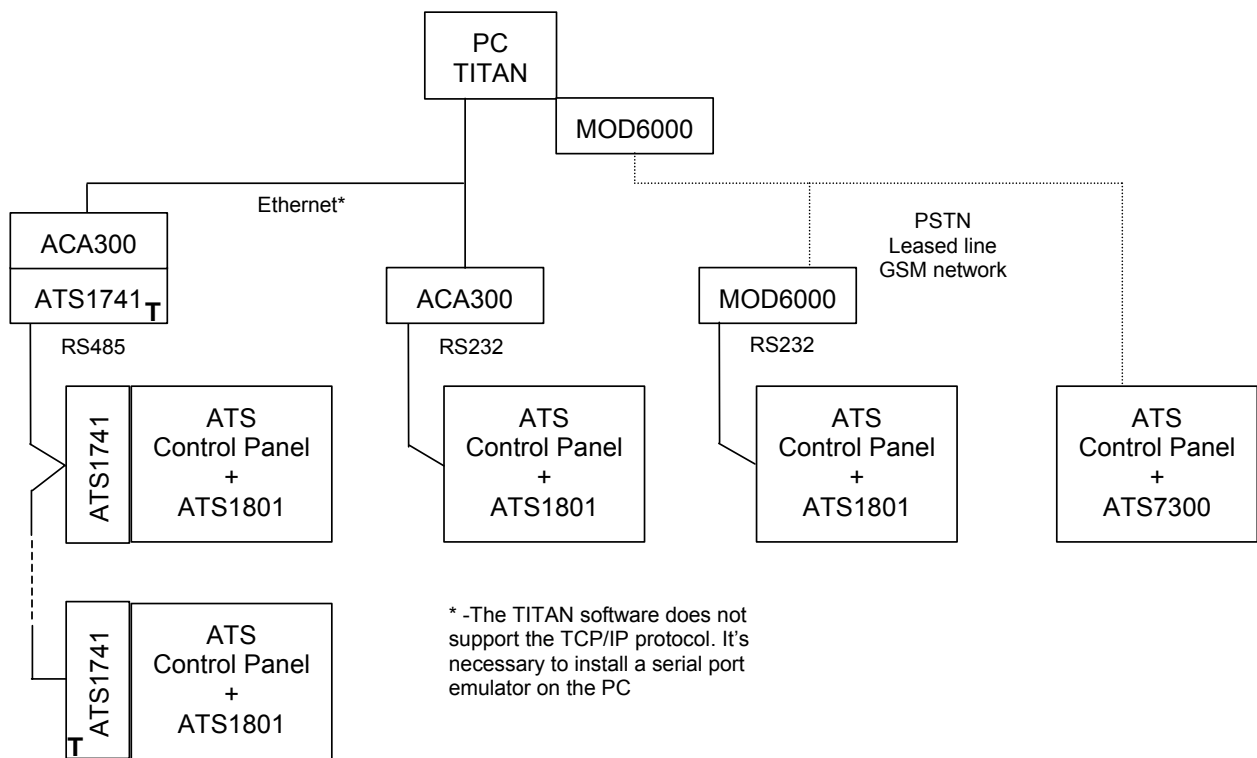 PC
TITAN
MOD6000
Ethernet*
PSTN
Leased line
GSM network
ACA300
ATS1741
T
ACA300
MOD6000
RS485
RS232
RS232
ATS1741
ATS
Control Panel
+
ATS1801
ATS
Control Panel
+
ATS1801
ATS
Control Panel
+
ATS1801
ATS
Control Panel
+
ATS7300
ATS1741
T
ATS
Control Panel
+
ATS1801
* -The TITAN software does not
support the TCP/IP protocol. It's
necessary to install a serial port
emulator on the PC